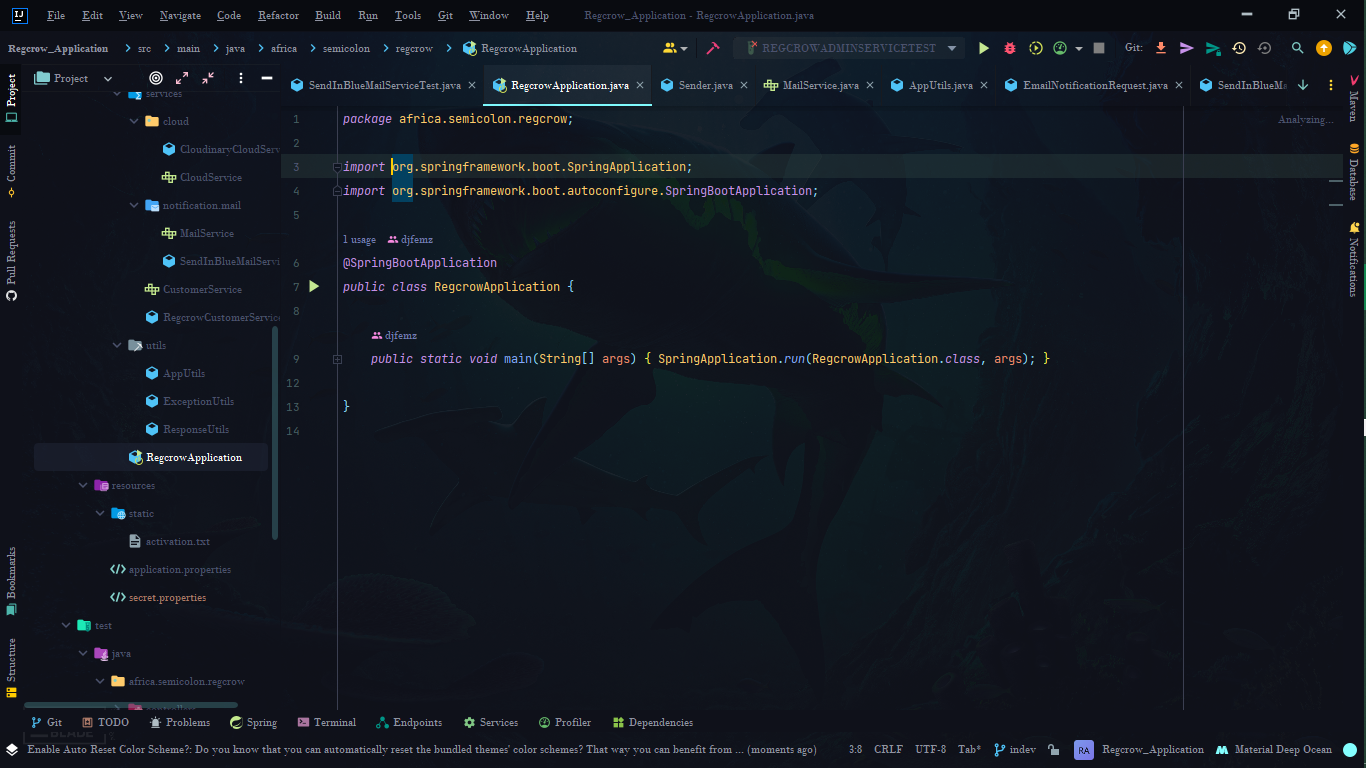 File Edit View Navigate Code Refactor Build Run Tools Git Window Help Regcrow_Application - RegcrowApplication.java
Regcrow_Application src main java africa semicolon regcrow RegcrowApplication REGCROWADMINSERVICETEST Git:
Project SendInBlueMailServiceTest.java RegcrowApplication.java Sender.java MailService.java AppUtils.java EmailNotificationRequest.java SendInBlueMa
Project
Commit
Pull Requests
Bookmarks
Structure
services
cloud
CloudinaryCloudServ
CloudService
notification.mail
MailService
SendInBlueMailServi
CustomerService
RegcrowCustomerService
utils
AppUtils
ExceptionUtils
ResponseUtils
RegcrowApplication
resources
static
activation.txt
application.properties
secret.properties
test
java
africa.semicolon.regcrow
controllers
1 package africa.semicolon.regcrow;
2
3 import org.springframework.boot.SpringApplication;
4 import org.springframework.boot.autoconfigure.SpringBootApplication;
5
1 usage djfemz
6 @SpringBootApplication
7 public class RegcrowApplication {
8
djfemz
9 public static void main(String[] args) { SpringApplication.run(RegcrowApplication.class, args); }
12
13 }
14
Analyzing...
Maven
Database
Notifications
Git TODO Problems Spring Terminal Endpoints Services Profiler Dependencies
BLADE
Enable Auto Reset Color Scheme?: Do you know that you can automatically reset the bundled themes' color schemes? That way you can benefit from ... (moments ago) 3:8 CRLF UTF-8 Tab* indev RA Regcrow_Application Material Deep Ocean